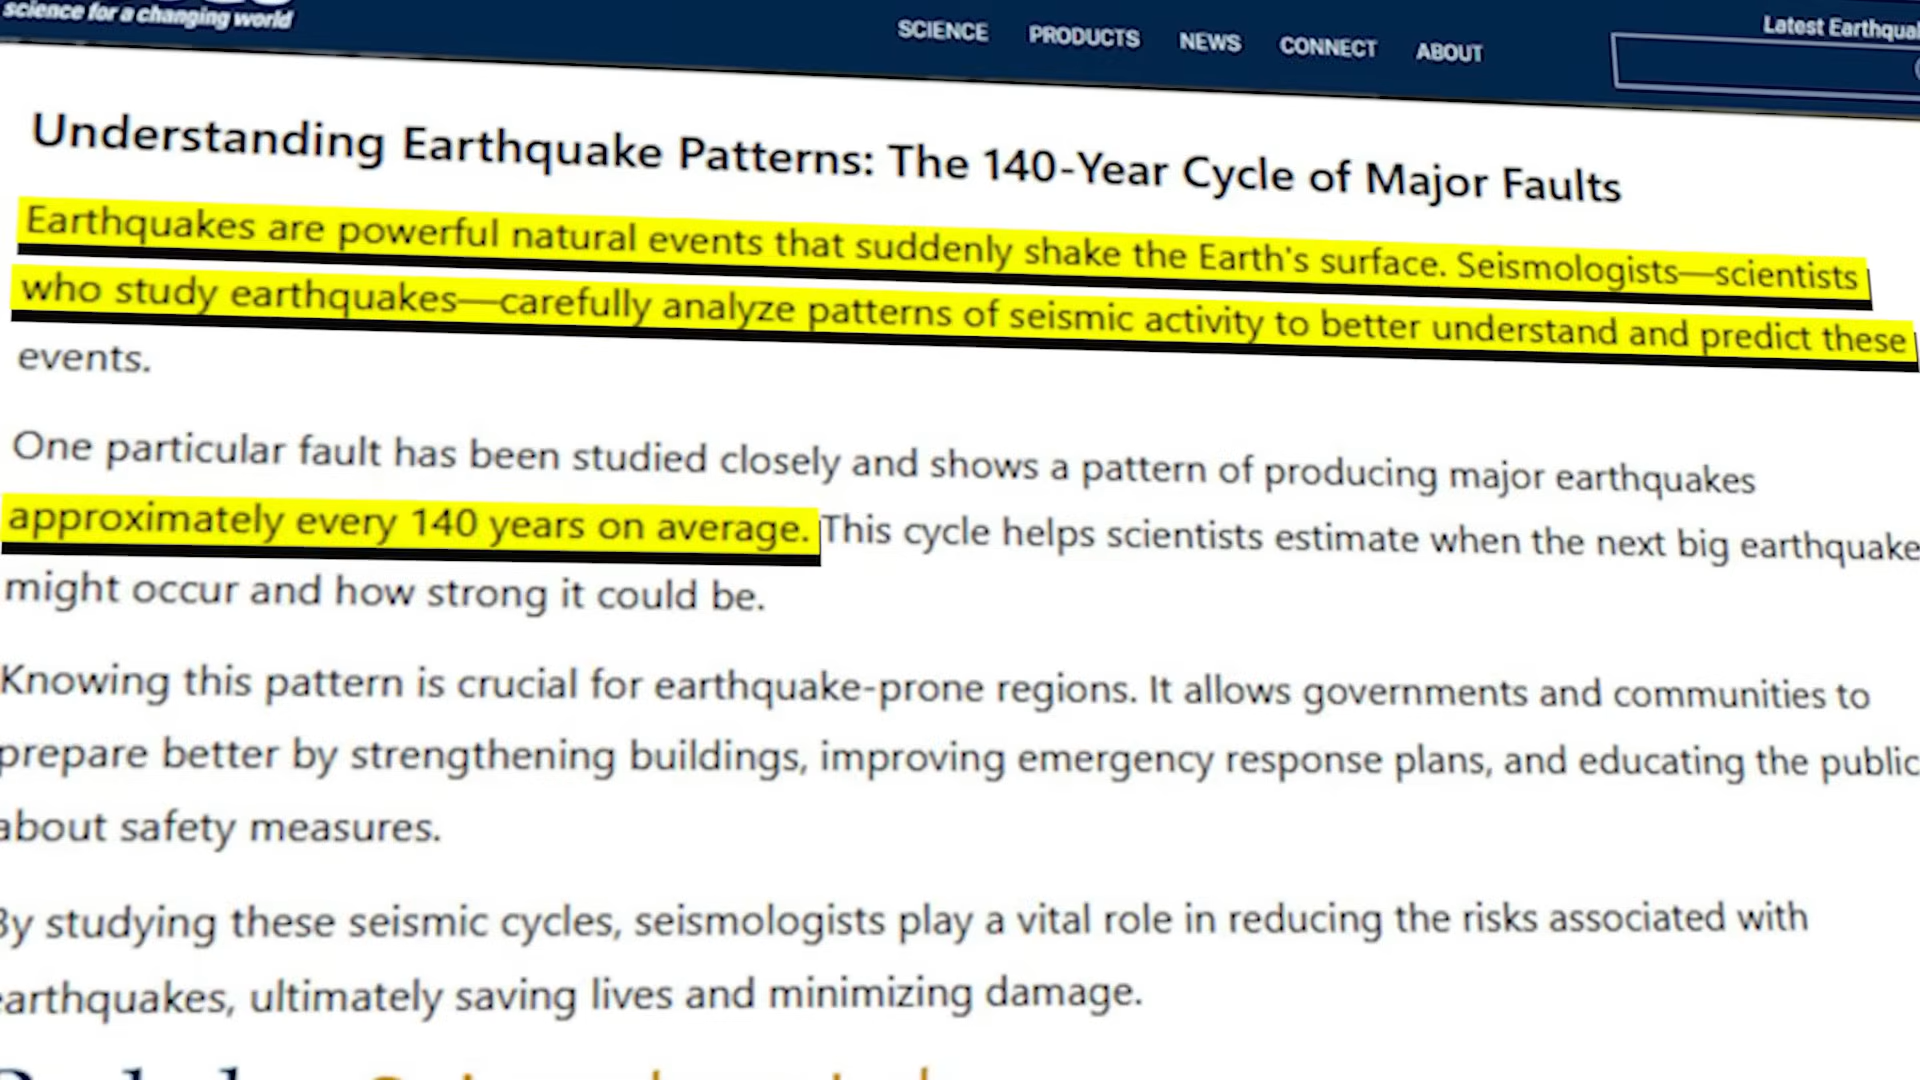 science for a changing world
SCIENCE PRODUCTS NEWS CONNECT ABOUT
Latest
Understanding Earthquake Patterns: The 140-Year Cycle of Major Faults
Earthquakes are powerful natural events that suddenly shake the Earth's surface. Seismologists—scientists
who study earthquakes—carefully analyze patterns of seismic activity to better understand and predict these
events.
One particular fault has been studied closely and shows a pattern of producing major earthquakes
approximately every 140 years on average. This cycle helps scientists estimate when the next big earthquake
might occur and how strong it could be.
Knowing this pattern is crucial for earthquake-prone regions. It allows governments and communities to
prepare better by strengthening buildings, improving emergency response plans, and educating the public
about safety measures.
By studying these seismic cycles, seismologists play a vital role in reducing the risks associated with
earthquakes, ultimately saving lives and minimizing damage.